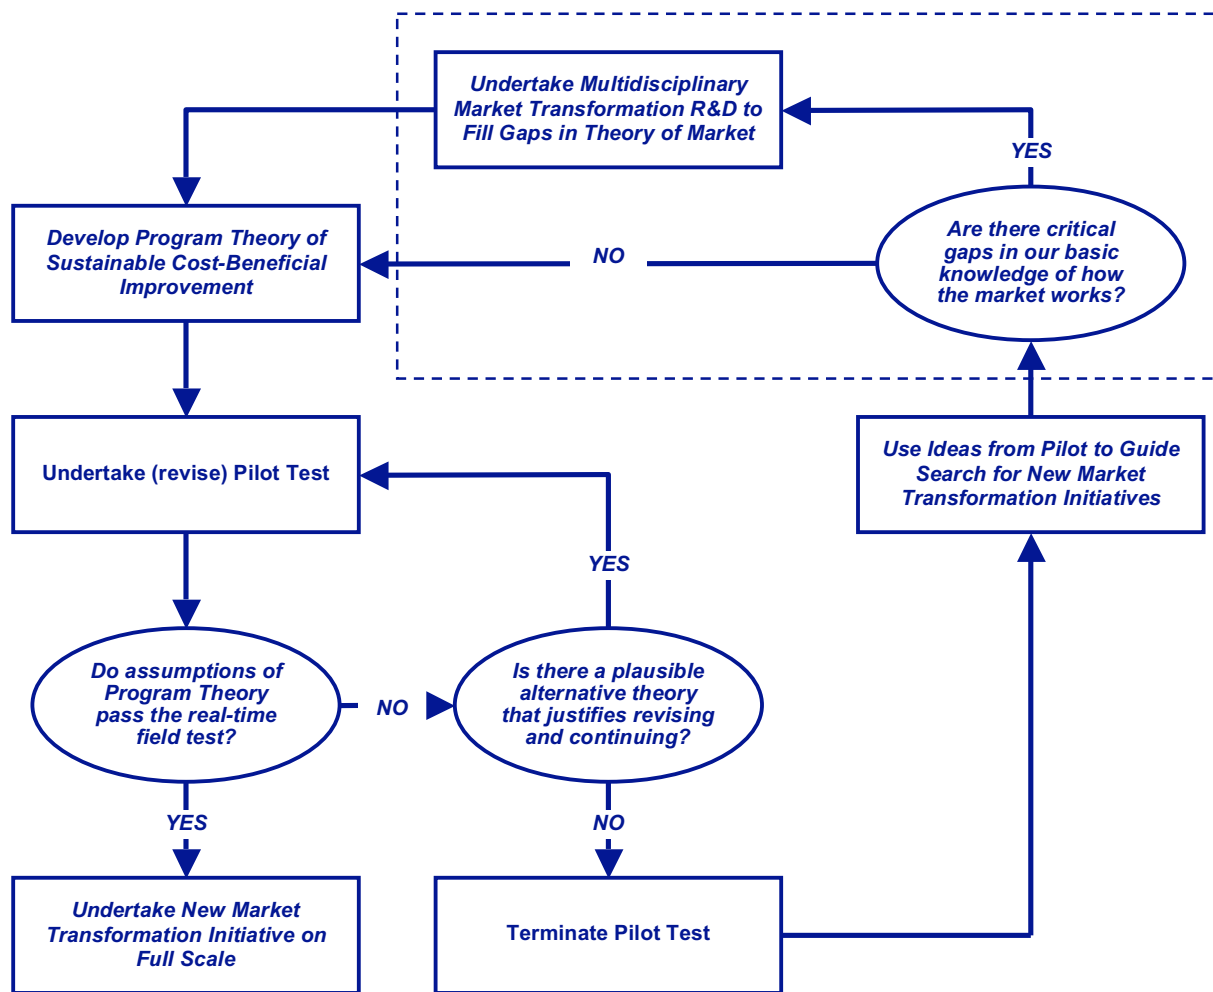 Undertake Multidisciplinary
Market Transformation R&D to
Fill Gaps in Theory of Market
YES
Are there critical
gaps in our basic
knowledge of how
the market works?
NO
Develop Program Theory of
Sustainable Cost-Beneficial
Improvement
Undertake (revise) Pilot Test
Use Ideas from Pilot to Guide
Search for New Market
Transformation Initiatives
YES
Do assumptions of
Program Theory
pass the real-time
field test?
NO
Is there a plausible
alternative theory
that justifies revising
and continuing?
YES
NO
Undertake New Market
Transformation Initiative on
Full Scale
Terminate Pilot Test